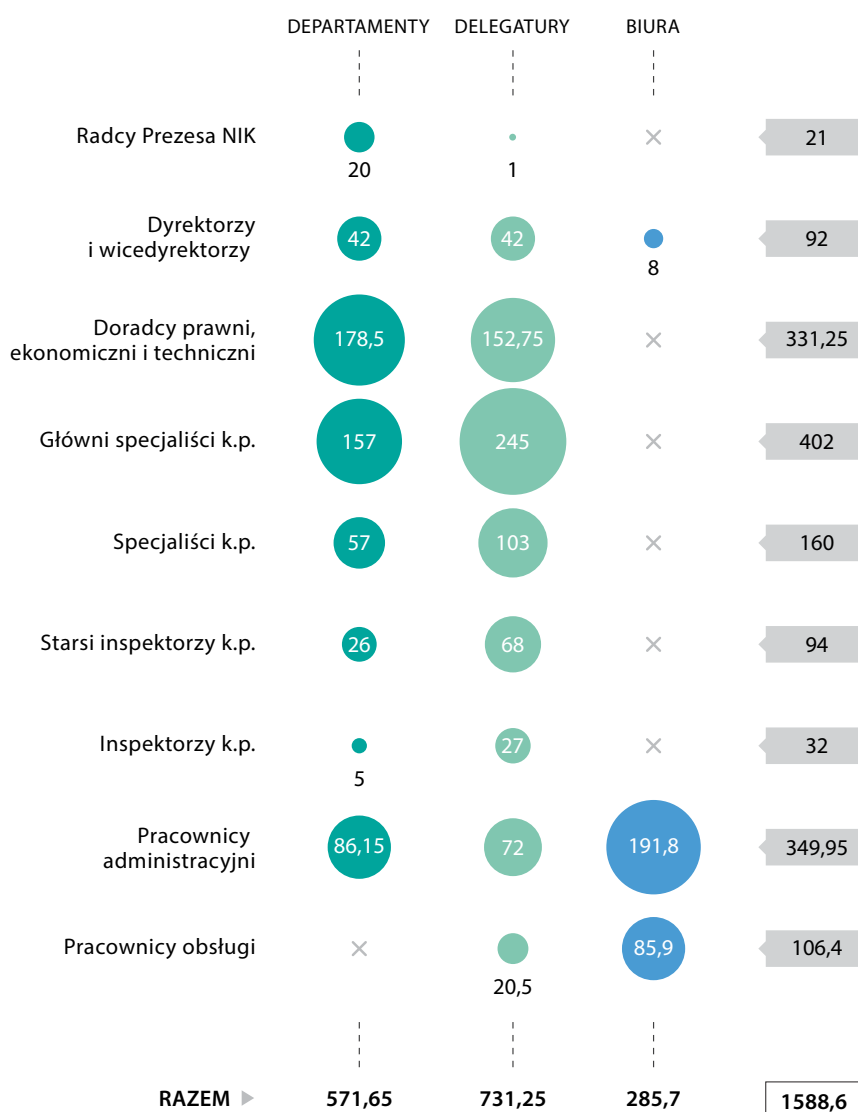 DEPARTAMENTY DELEGATURY BIURA
Radcy Prezesa NIK 20 1 × 21
Dyrektorzy
i wicedyrektorzy 42 42 8 92
Doradcy prawni,
ekonomiczni i techniczni 178,5 152,75 × 331,25
Główni specjaliści k.p. 157 245 × 402
Specjaliści k.p. 57 103 × 160
Starsi inspektorzy k.p. 26 68 × 94
Inspektorzy k.p. 5 27 × 32
Pracownicy
administracyjni 86,15 72 191,8 349,95
Pracownicy obsługi × 20,5 85,9 106,4
RAZEM ▶ 571,65 731,25 285,7 1588,6